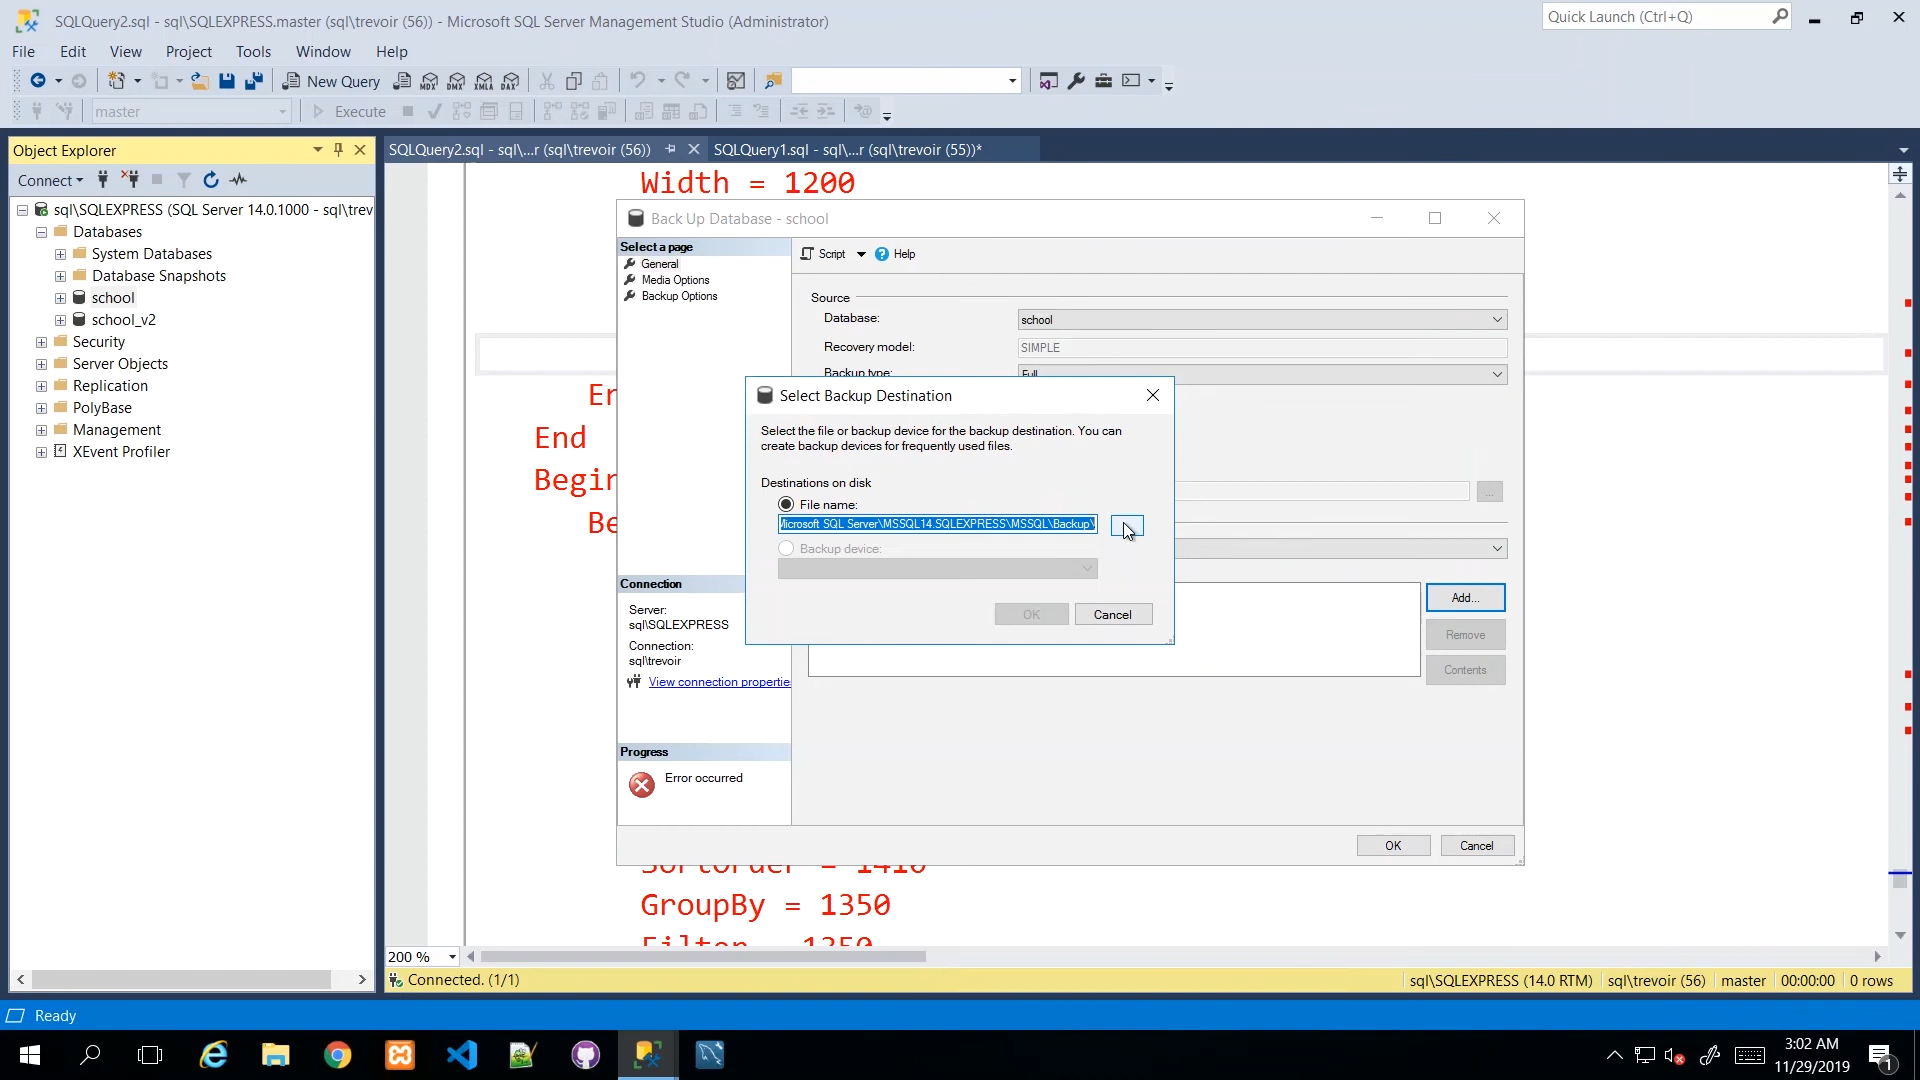 SQLQuery2.sql - sql\SQLEXPRESS.master (sql\trevoir (56)) - Microsoft SQL Server Management Studio (Administrator)
Quick Launch (Ctrl+Q)
File Edit View Project Tools Window Help
New Query
MDX DMX XMLA DAX
master
Execute
Object Explorer
SQLQuery2.sql - sql\...r (sql\trevoir (56))
SQLQuery1.sql - sql\...r (sql\trevoir (55))*
Connect
sql\SQLEXPRESS (SQL Server 14.0.1000 - sql\trev
Databases
System Databases
Database Snapshots
school
school_v2
Security
Server Objects
Replication
PolyBase
Management
XEvent Profiler
Width = 1200
End
GroupBy = 1350
Back Up Database - school
Select a page
General
Media Options
Backup Options
Script
Help
Source
Database:
school
Recovery model:
SIMPLE
Backup type:
Full
Select Backup Destination
Select the file or backup device for the backup destination. You can
create backup devices for frequently used files.
Destinations on disk
File name:
Microsoft SQL Server\MSSQL14.SQLEXPRESS\MSSQL\Backup\
...
Backup device:
OK
Cancel
Add...
Remove
Contents
Connection
Server:
sql\SQLEXPRESS
Connection:
sql\trevoir
View connection propertie
Progress
Error occurred
OK
Cancel
200 %
Connected. (1/1)
sql\SQLEXPRESS (14.0 RTM)
sql\trevoir (56)
master
00:00:00
0 rows
Ready
3:02 AM
11/29/2019
1